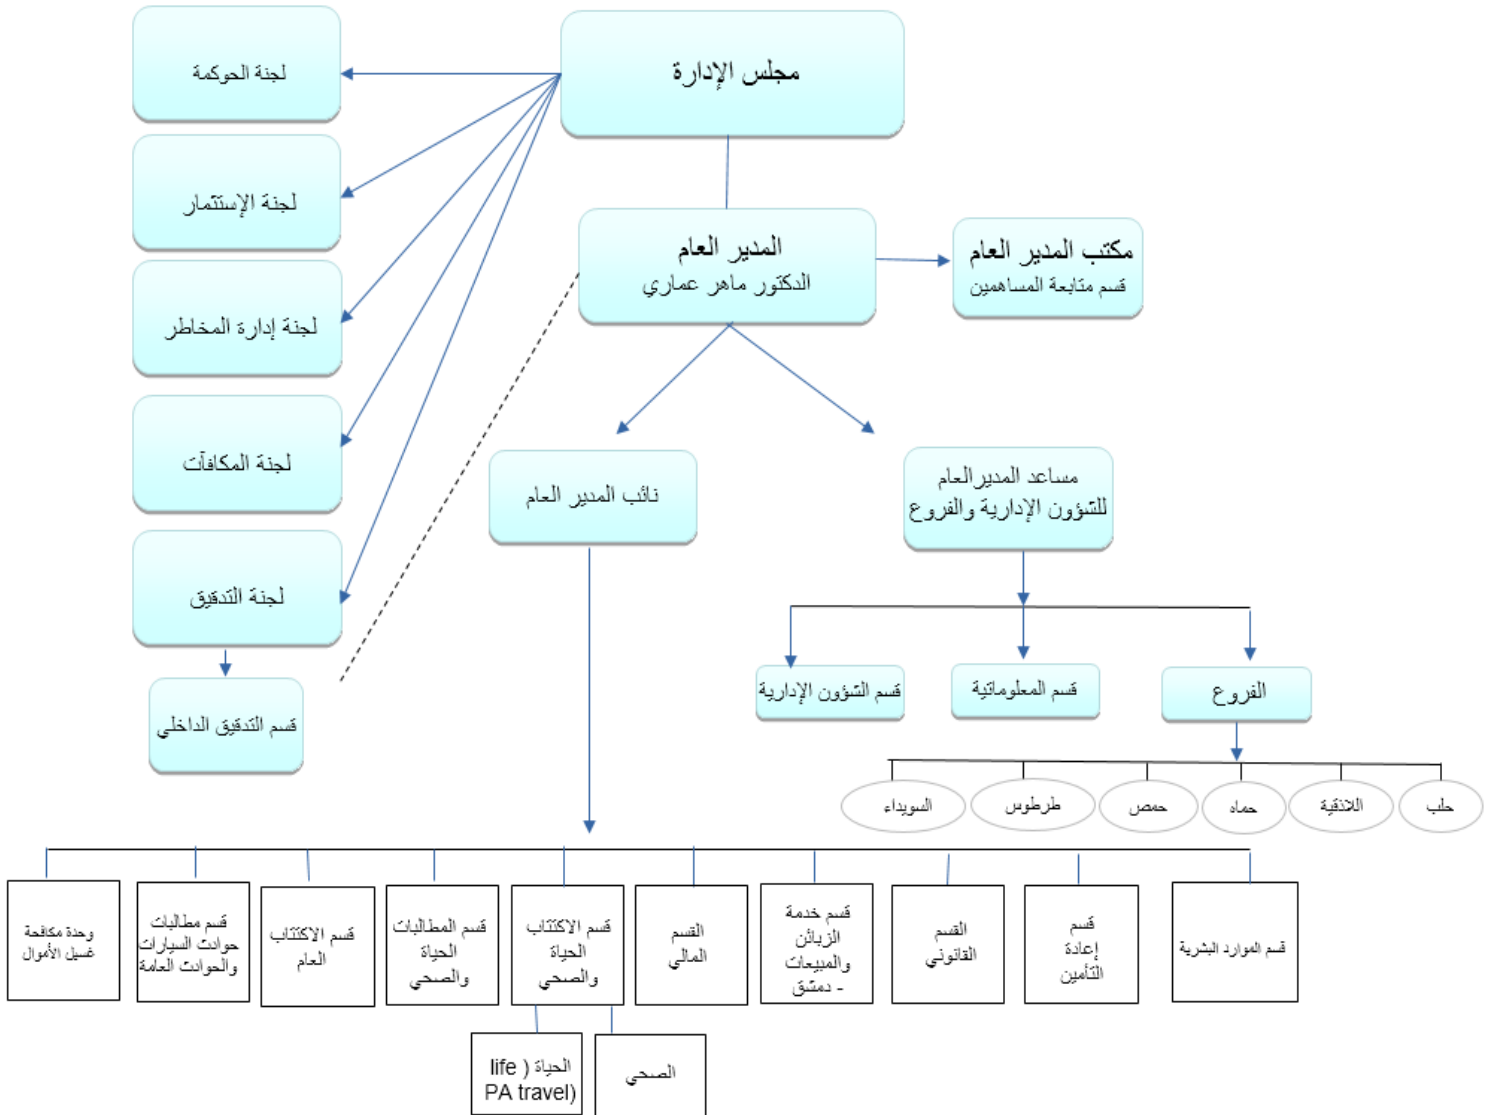 مجلس الإدارة
لجنة الحوكمة
لجنة الإستثمار
لجنة إدارة المخاطر
لجنة المكافآت
لجنة التدقيق
قسم التدقيق الداخلي
المدير العام
الدكتور ماهر عماري
مكتب المدير العام
قسم متابعة المساهمين
مساعد المدير العام
للشؤون الإدارية والفروع
نائب المدير العام
الفروع
قسم المعلوماتية
قسم الشؤون الإدارية
حلب
اللاذقية
حماه
حمص
طرطوس
السويداء
قسم الموارد البشرية
قسم
إعادة
التأمين
القسم
القانوني
قسم خدمة
الزبائن
والمبيعات
- دمشق
القسم
المالي
قسم الاكتتاب
الحياة
والصحي
قسم المطالبات
الحياة
والصحي
قسم الاكتتاب
العام
قسم مطالبات
حوادث السيارات
والحوادث العامة
وحدة مكافحة
غسيل الأموال
الصحي
الحياة ( life
PA travel)